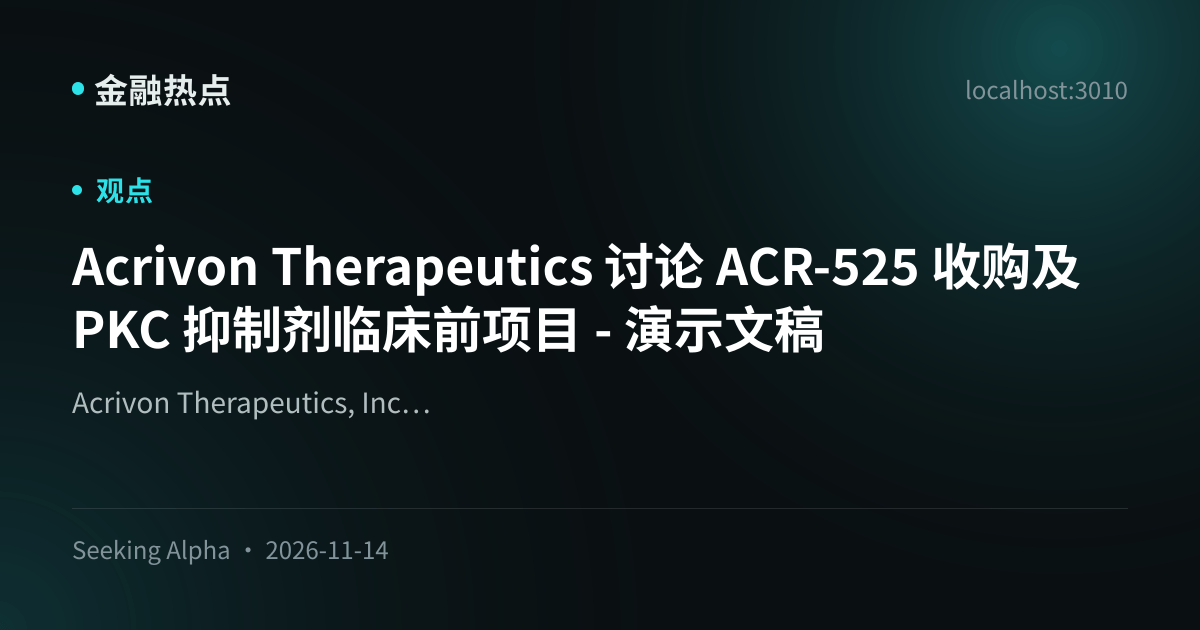 金融热点
localhost:3010
观点
Acrivon Therapeutics 讨论 ACR-525 收购及
PKC 抑制剂临床前项目 - 演示文稿
Acrivon Therapeutics, Inc…
Seeking Alpha · 2026-11-14